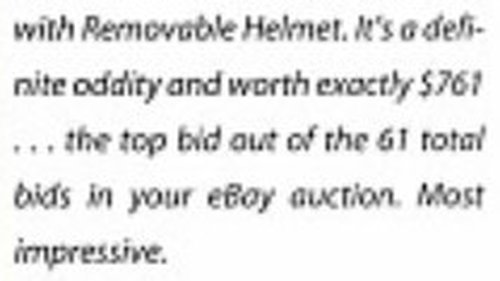 with Removable Helmet. It's a defi-
nite oddity and worth exactly $761
. . . the top bid out of the 61 total
bids in your eBay auction. Most
impressive.